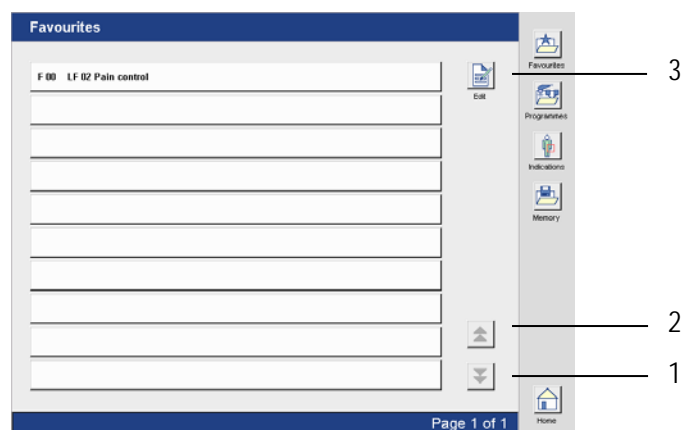 Favourites
F 00 LF 02 Pain control
Edit
Favourites
Programmes
Indications
Memory
Home
Page 1 of 1
3
2
1